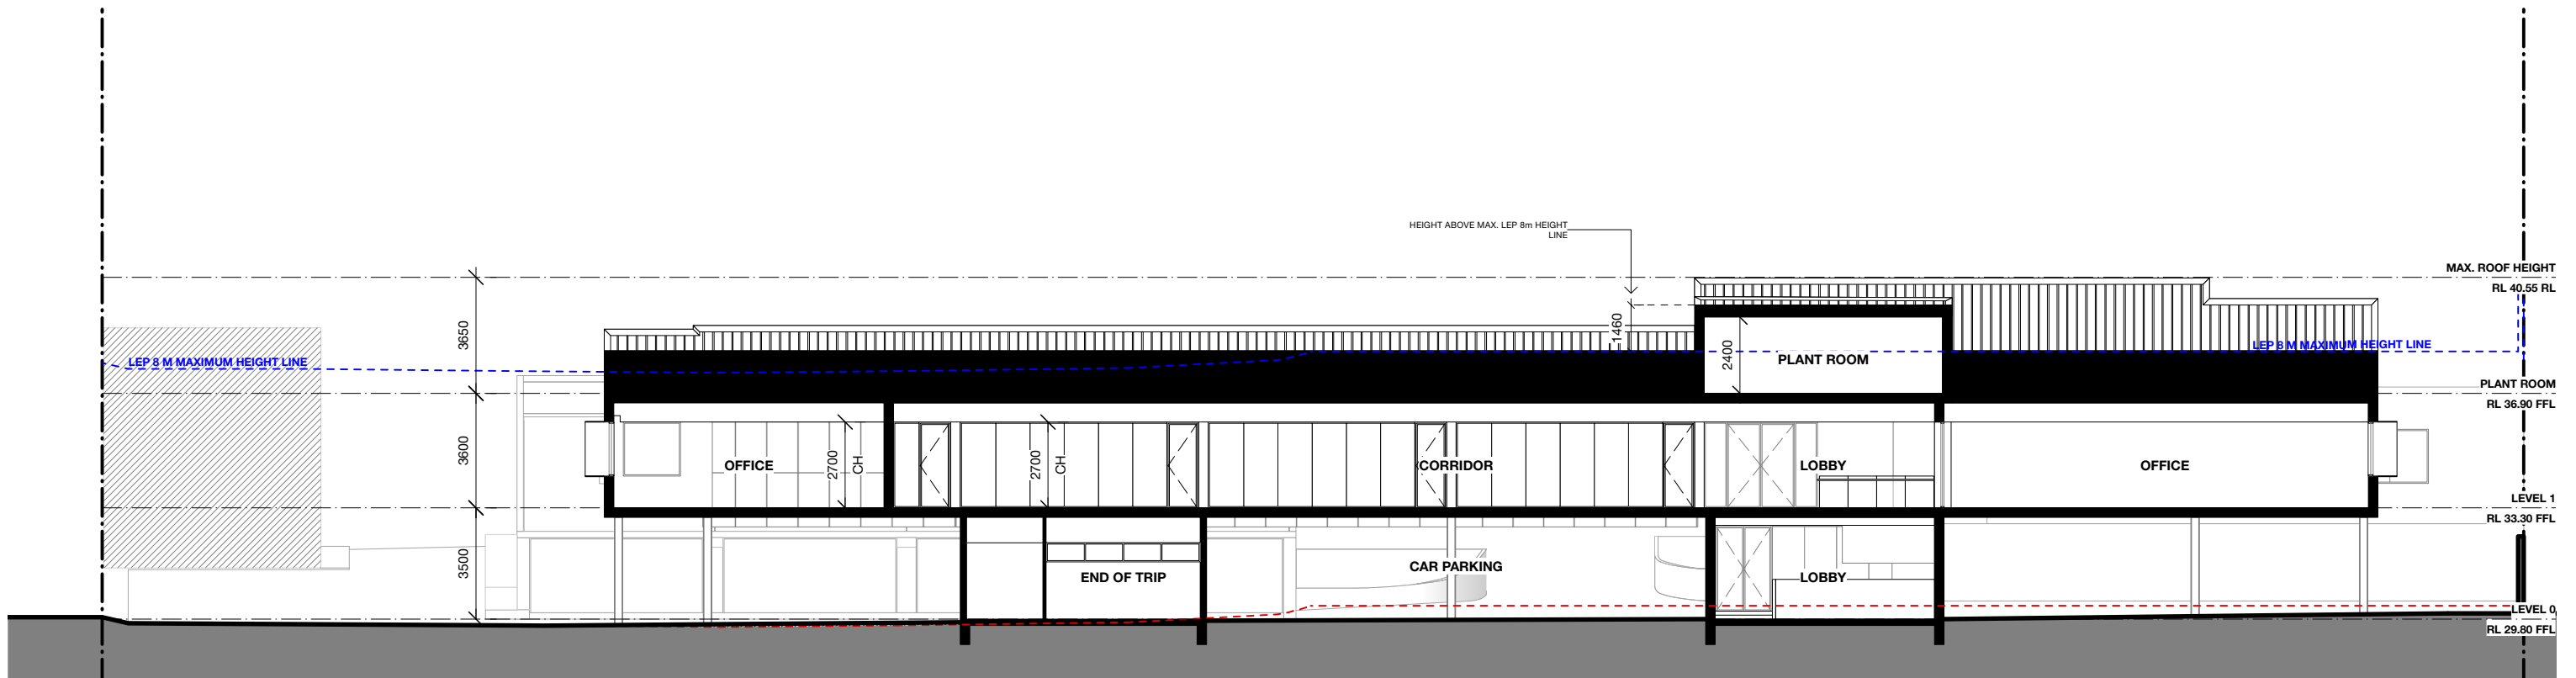 HEIGHT ABOVE MAX. LEP 8m HEIGHT
LINE
MAX. ROOF HEIGHT
RL 40.55 RL
3650
1460
2400
LEP 8 M MAXIMUM HEIGHT LINE
PLANT ROOM
LEP 8 M MAXIMUM HEIGHT LINE
PLANT ROOM
RL 36.90 FFL
3600
OFFICE
2700
CH
2700
CH
CORRIDOR
LOBBY
OFFICE
LEVEL 1
RL 33.30 FFL
3500
END OF TRIP
CAR PARKING
LOBBY
LEVEL 0
RL 29.80 FFL